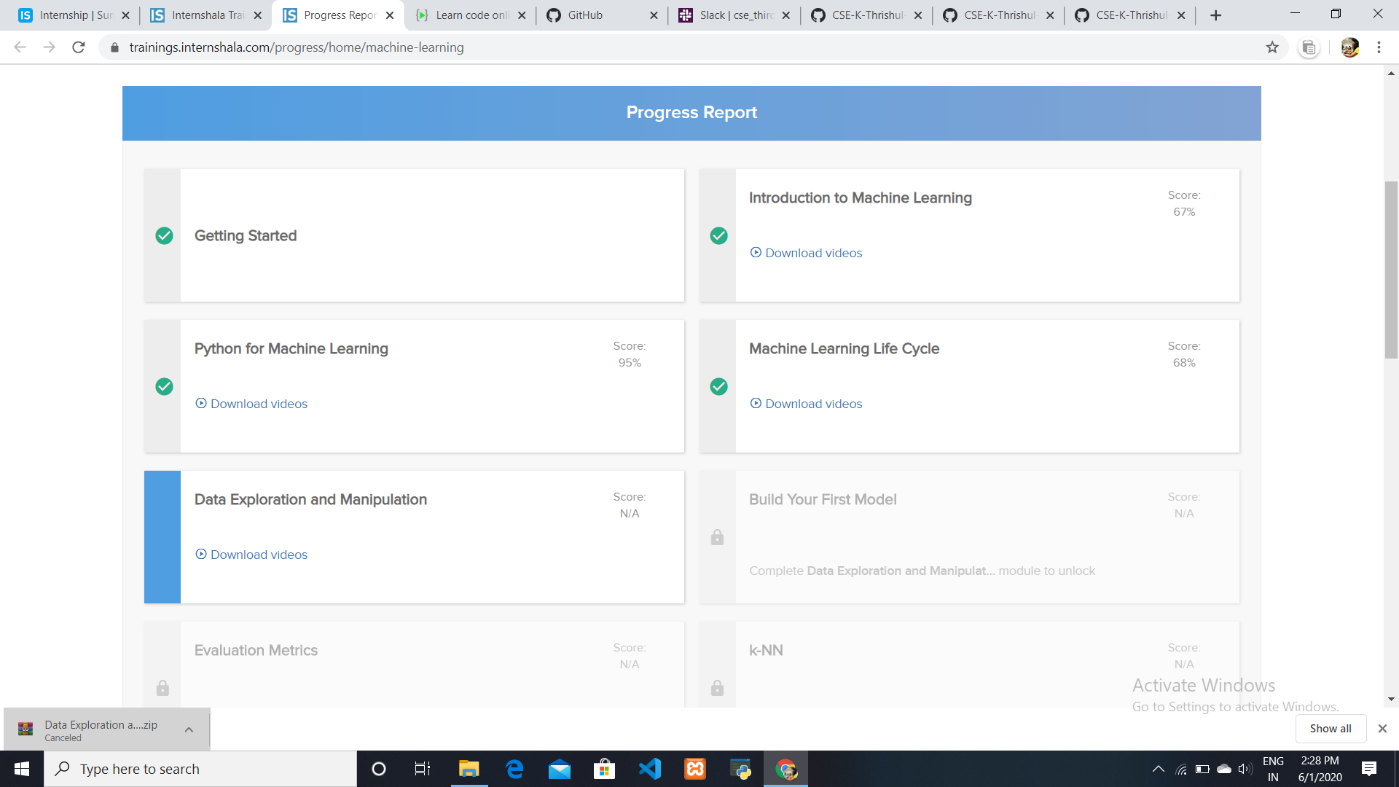 Internship | Sum
Internshala Trai
Progress Repor
Learn code onl
GitHub
Slack | cse_third
CSE-K-Thrishul
CSE-K-Thrishul
CSE-K-Thrishul
trainings.internshala.com/progress/home/machine-learning
Progress Report
Getting Started
Introduction to Machine Learning
Score:
67%
Download videos
Python for Machine Learning
Score:
95%
Download videos
Machine Learning Life Cycle
Score:
68%
Download videos
Data Exploration and Manipulation
Score:
N/A
Download videos
Build Your First Model
Score:
N/A
Complete Data Exploration and Manipulat... module to unlock
Evaluation Metrics
Score:
N/A
k-NN
Score:
N/A
Activate Windows
Go to Settings to activate Windows.
Data Exploration a....zip
Canceled
Show all
Type here to search
ENG
IN
2:28 PM
6/1/2020